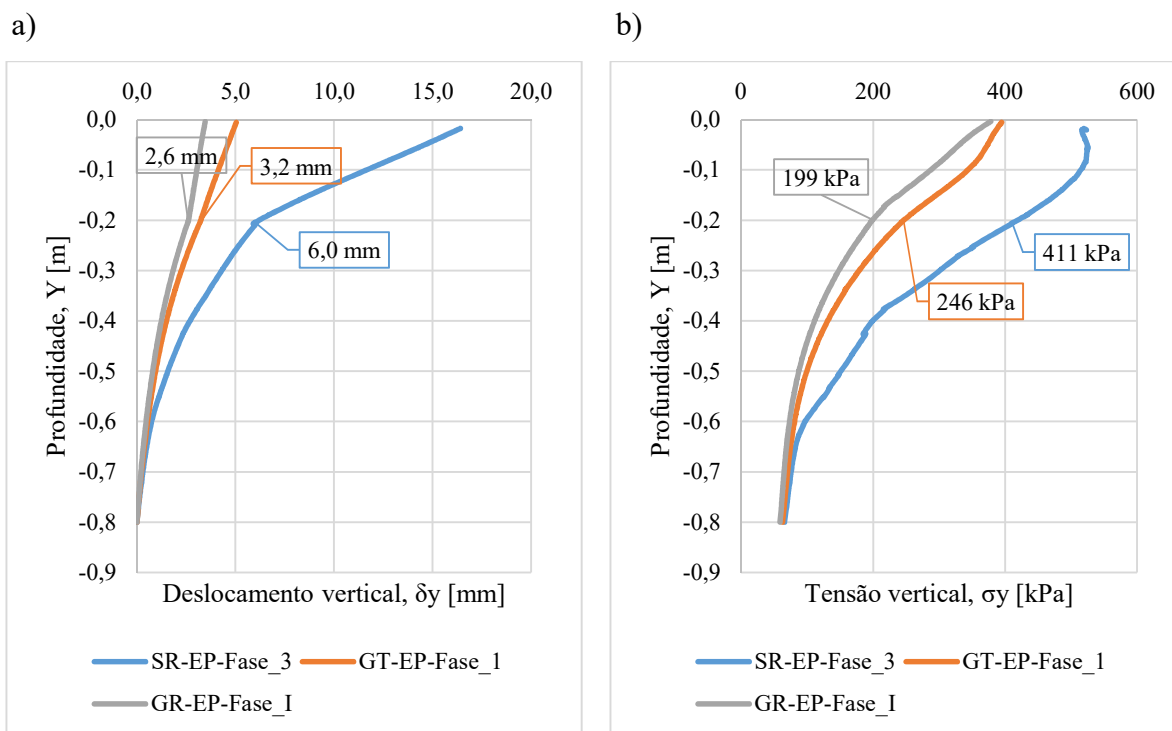 a)
0,0 5,0 10,0 15,0 20,0
0,0
-0,1
-0,2
-0,3
-0,4
-0,5
-0,6
-0,7
-0,8
-0,9
Profundidade, Y [m]
2,6 mm
3,2 mm
6,0 mm
Deslocamento vertical, δy [mm]
SR-EP-Fase_3 GT-EP-Fase_1
GR-EP-Fase_I
b)
0 200 400 600
0,0
-0,1
-0,2
-0,3
-0,4
-0,5
-0,6
-0,7
-0,8
-0,9
Profundidade, Y [m]
199 kPa
411 kPa
246 kPa
Tensão vertical, σy [kPa]
SR-EP-Fase_3 GT-EP-Fase_1
GR-EP-Fase_I